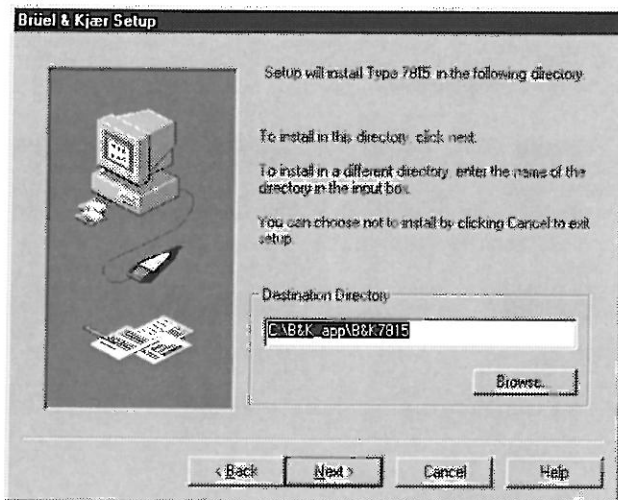 Brüel & Kjær Setup
Setup will install Type 7815 in the following directory.
To install in this directory, click next.
To install in a different directory, enter the name of the
directory in the input box.
You can choose not to install by clicking Cancel to exit
setup.
Destination Directory
C:\B&K_app\B&K7815
Browse...
< Back
Next >
Cancel
Help